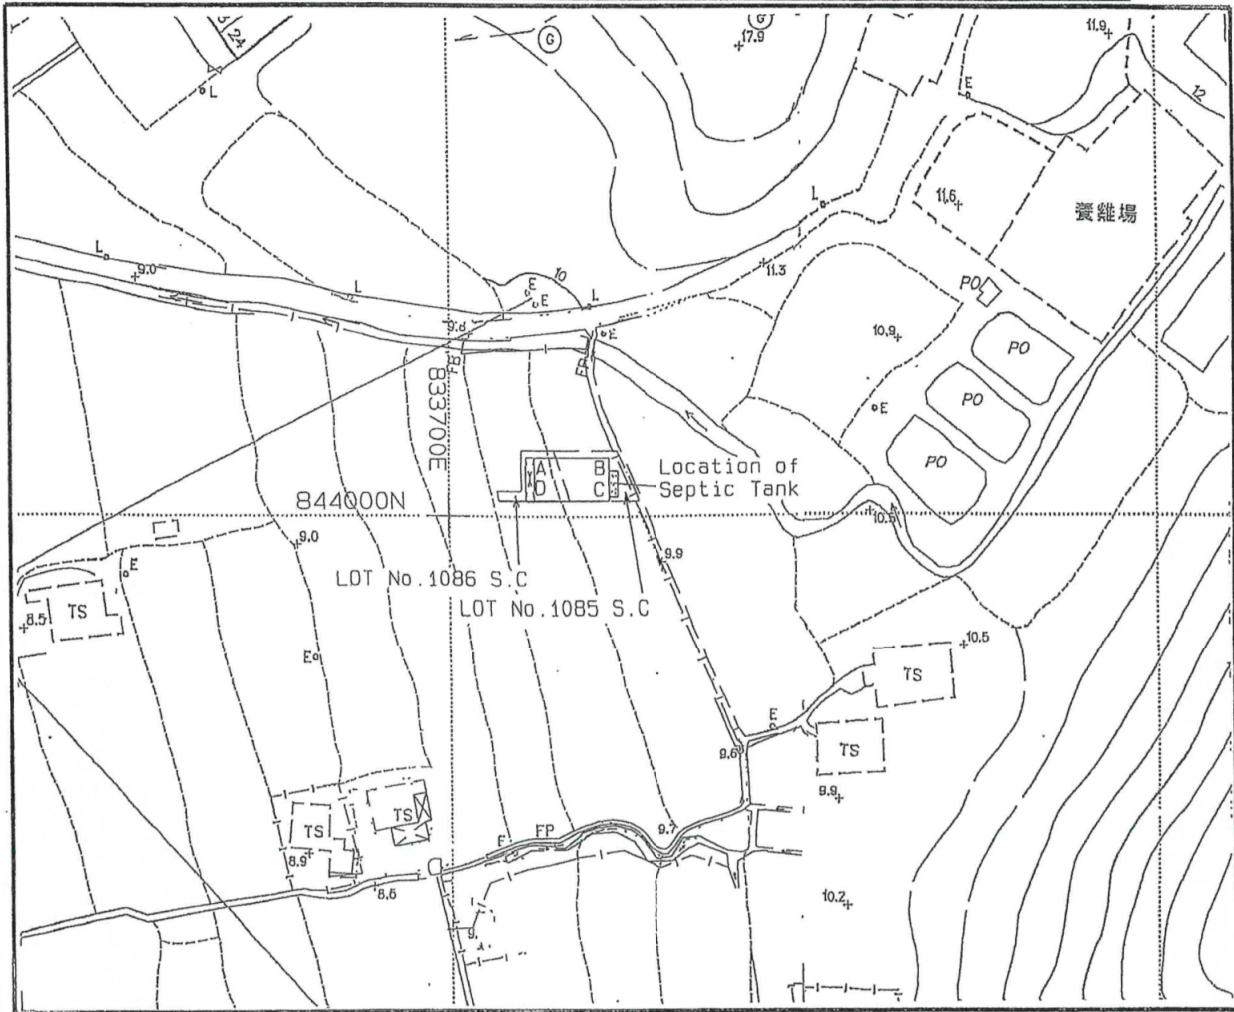 24
G
G
17.9
11.9
L
E
12
L
11.6
養雞場
L
9.0
L
10
E
E
L
11.3
PO
9.8
E
10.9
PO
FB
FP
833700E
PO
E
PO
A
B
D
C
Location of
Septic Tank
844000N
10.5
9.0
9.9
E
LOT No.1086 S.C
TS
LOT No.1085 S.C
8.5
10.5
E
TS
E
9.6
TS
9.9
TS
TS
FP
9.7
8.9
8.6
10.2
9.